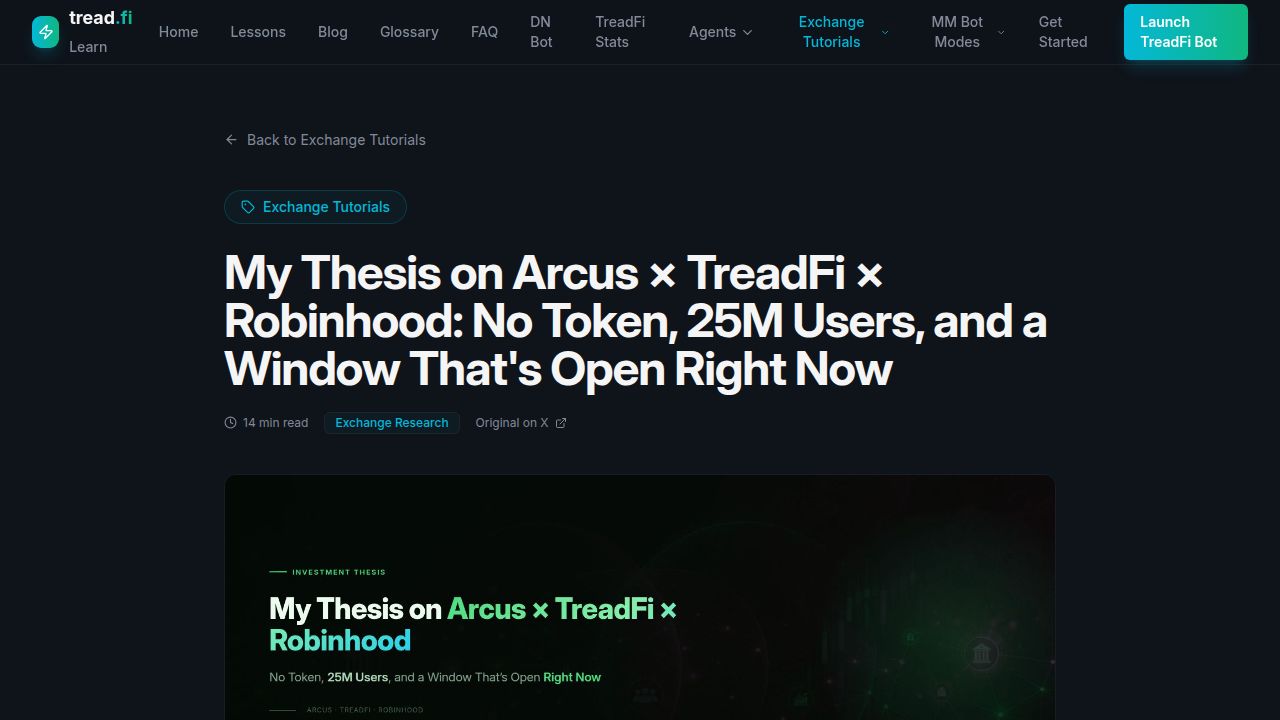 tread.fi
Learn
Home
Lessons
Blog
Glossary
FAQ
DN
Bot
TreadFi
Stats
Agents
Exchange
Tutorials
MM Bot
Modes
Get
Started
Launch
TreadFi Bot
Back to Exchange Tutorials
Exchange Tutorials
My Thesis on Arcus × TreadFi ×
Robinhood: No Token, 25M Users, and a
Window That's Open Right Now
14 min read
Exchange Research
Original on X
INVESTMENT THESIS
My Thesis on Arcus × TreadFi ×
Robinhood
No Token, 25M Users, and a Window That's Open Right Now
ARCUS · TREADFI · ROBINHOOD